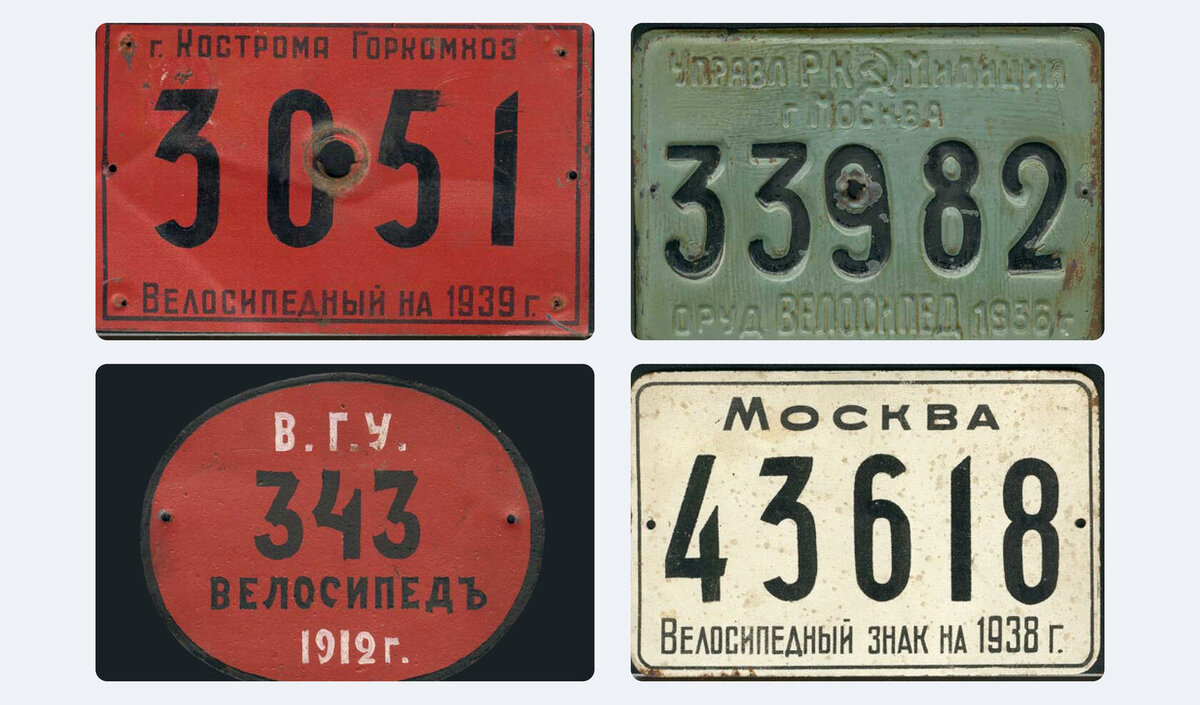 г. Кострома Горкомхоз
3051
Велосипедный на 1939 г.
Управл РК Милиции
г Москва
33982
ОРУД Велосипед 1936 г
В.Г.У.
343
ВЕЛОСИПЕДЪ
1912 г.
Москва
43618
Велосипедный знак на 1938 г.